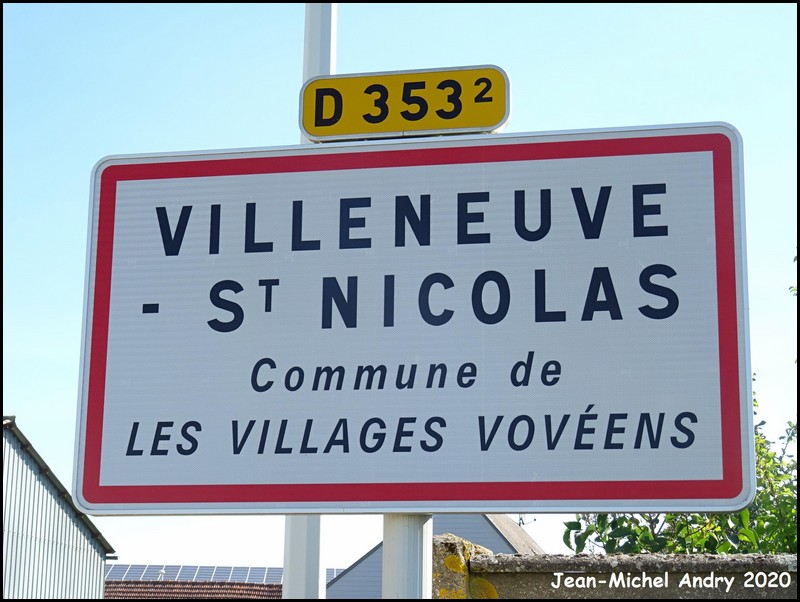 D 353²
VILLENEUVE
- Sᵀ NICOLAS
Commune de
LES VILLAGES VOVÉENS
Jean-Michel Andry 2020